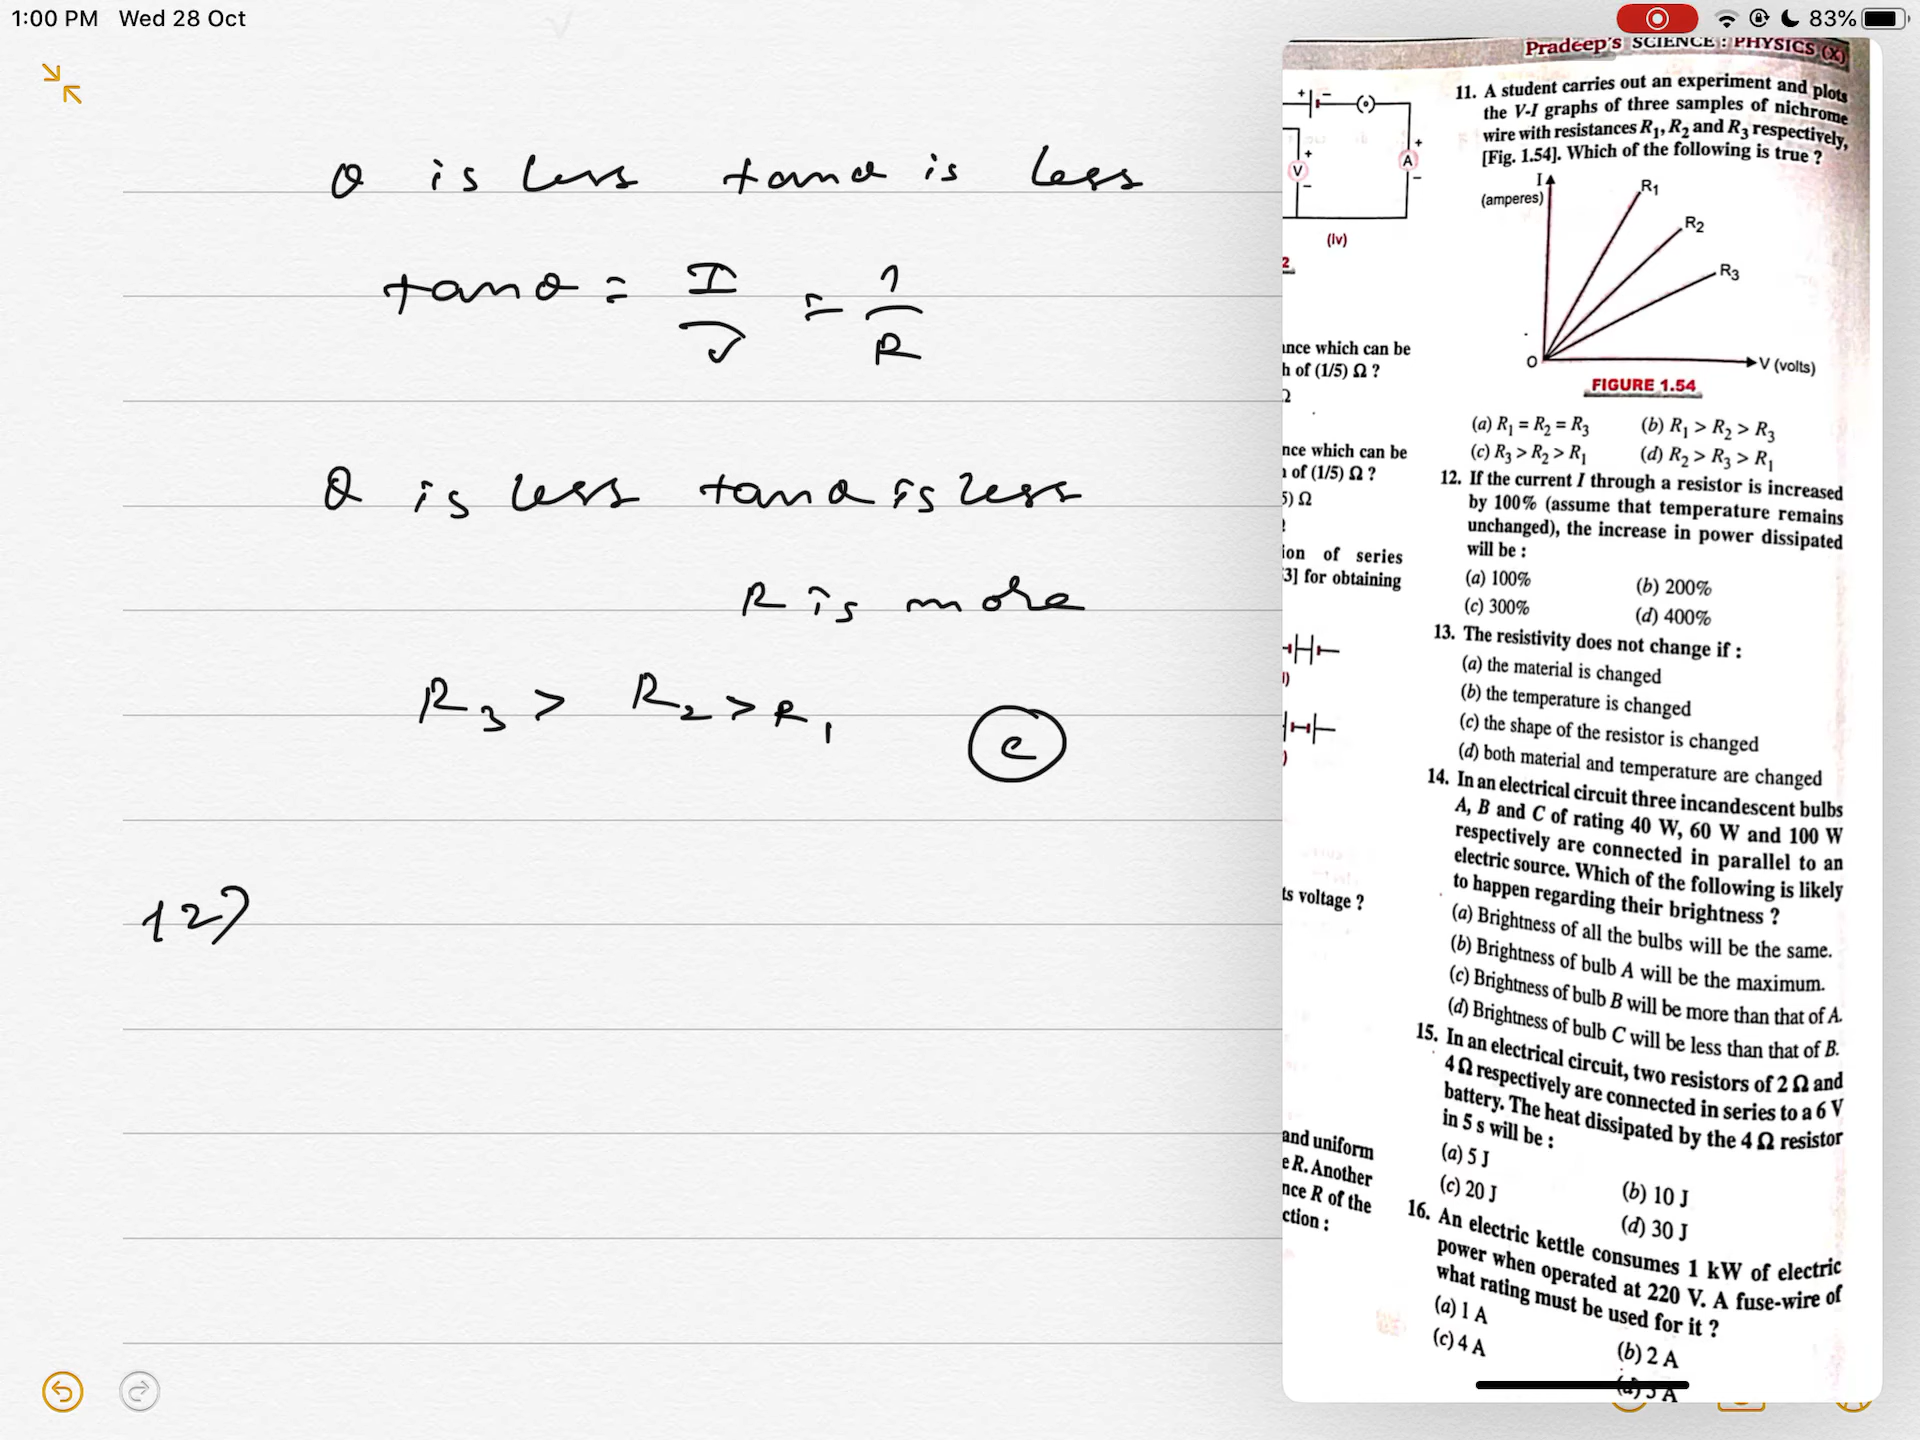 1:00 PM Wed 28 Oct
83%
θ is less tanθ is less
tanθ = I/V = 1/R
θ is less tanθ is less
R is more
R3 > R2 > R1 (c)
12)
Pradeep's SCIENCE : PHYSICS (X)
(iv)
2
ance which can be
h of (1/5) Ω ?
Ω
nce which can be
of (1/5) Ω ?
5) Ω
ion of series
3] for obtaining
ts voltage ?
and uniform
e R. Another
nce R of the
ction :
+ -
V
+
-
A
+
-
11. A student carries out an experiment and plots
the V-I graphs of three samples of nichrome
wire with resistances R1, R2 and R3 respectively,
[Fig. 1.54]. Which of the following is true ?
I
(amperes)
R1
R2
R3
O
V (volts)
FIGURE 1.54
(a) R1 = R2 = R3 (b) R1 > R2 > R3
(c) R3 > R2 > R1 (d) R2 > R3 > R1
12. If the current I through a resistor is increased
by 100% (assume that temperature remains
unchanged), the increase in power dissipated
will be :
(a) 100% (b) 200%
(c) 300% (d) 400%
13. The resistivity does not change if :
(a) the material is changed
(b) the temperature is changed
(c) the shape of the resistor is changed
(d) both material and temperature are changed
14. In an electrical circuit three incandescent bulbs
A, B and C of rating 40 W, 60 W and 100 W
respectively are connected in parallel to an
electric source. Which of the following is likely
to happen regarding their brightness ?
(a) Brightness of all the bulbs will be the same.
(b) Brightness of bulb A will be the maximum.
(c) Brightness of bulb B will be more than that of A.
(d) Brightness of bulb C will be less than that of B.
15. In an electrical circuit, two resistors of 2 Ω and
4 Ω respectively are connected in series to a 6 V
battery. The heat dissipated by the 4 Ω resistor
in 5 s will be :
(a) 5 J (b) 10 J
(c) 20 J (d) 30 J
16. An electric kettle consumes 1 kW of electric
power when operated at 220 V. A fuse-wire of
what rating must be used for it ?
(a) 1 A (b) 2 A
(c) 4 A (d) 5 A